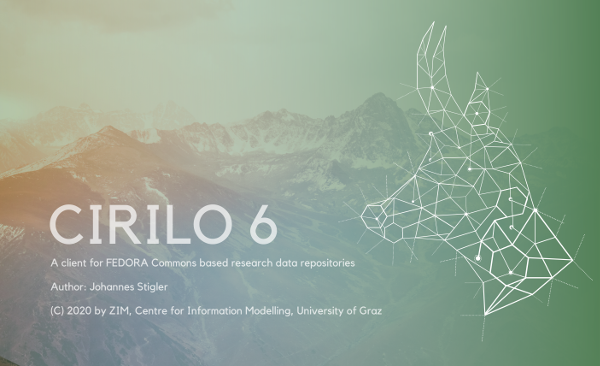 CIRILO 6
A client for FEDORA Commons based research data repositories
Author: Johannes Stigler
(C) 2020 by ZIM, Centre for Information Modelling, University of Graz